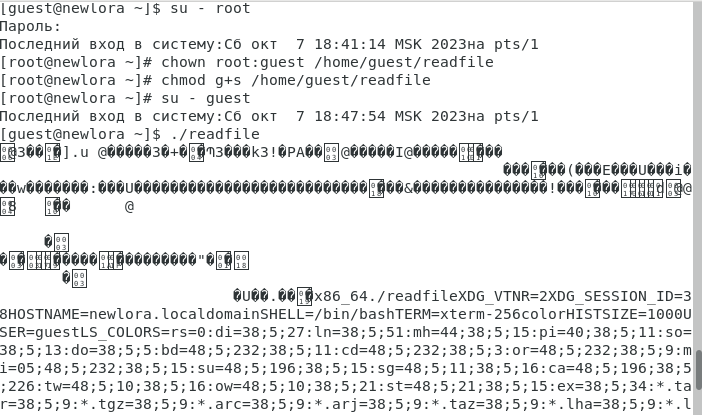 [guest@newlora ~]$ su - root
Пароль:
Последний вход в систему:Сб окт  7 18:41:14 MSK 2023на pts/1
[root@newlora ~]# chown root:guest /home/guest/readfile
[root@newlora ~]# chmod g+s /home/guest/readfile
[root@newlora ~]# su - guest
Последний вход в систему:Сб окт  7 18:47:54 MSK 2023на pts/1
[guest@newlora ~]$ ./readfile
x86_64./readfileXDG_VTNR=2XDG_SESSION_ID=3
8HOSTNAME=newlora.localdomainSHELL=/bin/bashTERM=xterm-256colorHISTSIZE=1000U
SER=guestLS_COLORS=rs=0:di=38;5;27:ln=38;5;51:mh=44;38;5;15:pi=40;38;5;11:so=
38;5;13:do=38;5;5:bd=48;5;232;38;5;11:cd=48;5;232;38;5;3:or=48;5;232;38;5;9:m
i=05;48;5;232;38;5;15:su=48;5;196;38;5;15:sg=48;5;11;38;5;16:ca=48;5;196;38;5
;226:tw=48;5;10;38;5;16:ow=48;5;10;38;5;21:st=48;5;21;38;5;15:ex=38;5;34:*.ta
r=38;5;9:*.tgz=38;5;9:*.arc=38;5;9:*.arj=38;5;9:*.taz=38;5;9:*.lha=38;5;9:*.l